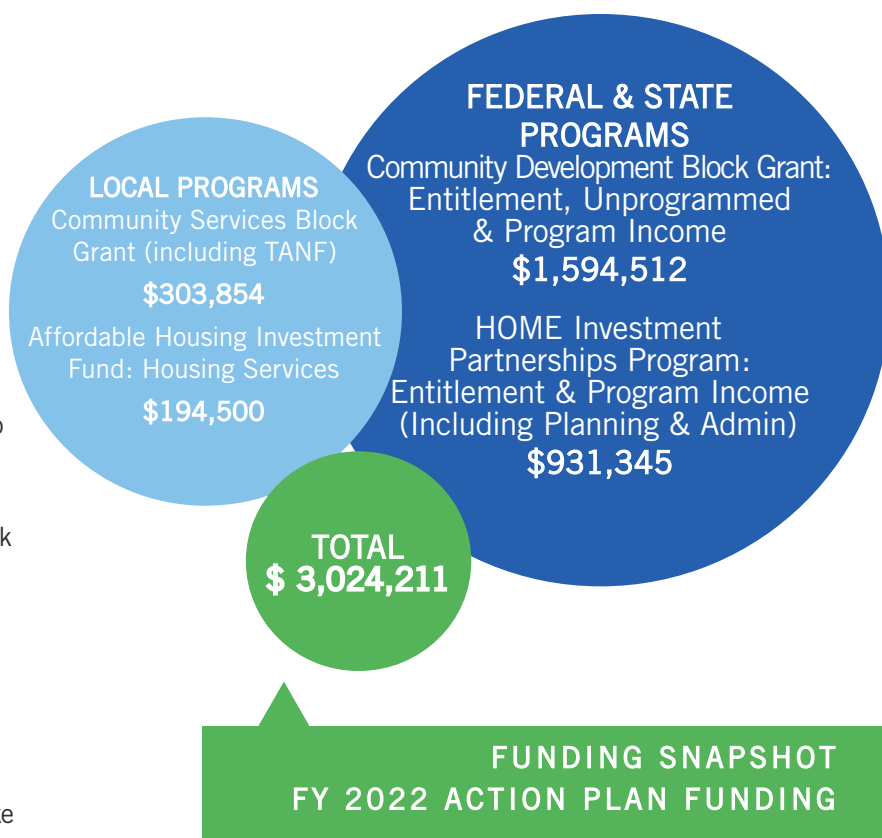 LOCAL PROGRAMS
Community Services Block
Grant (including TANF)
$303,854
Affordable Housing Investment
Fund: Housing Services
$194,500
FEDERAL & STATE
PROGRAMS
Community Development Block Grant:
Entitlement, Unprogrammed
& Program Income
$1,594,512
HOME Investment
Partnerships Program:
Entitlement & Program Income
(Including Planning & Admin)
$931,345
TOTAL
$ 3,024,211
FUNDING SNAPSHOT
FY 2022 ACTION PLAN FUNDING